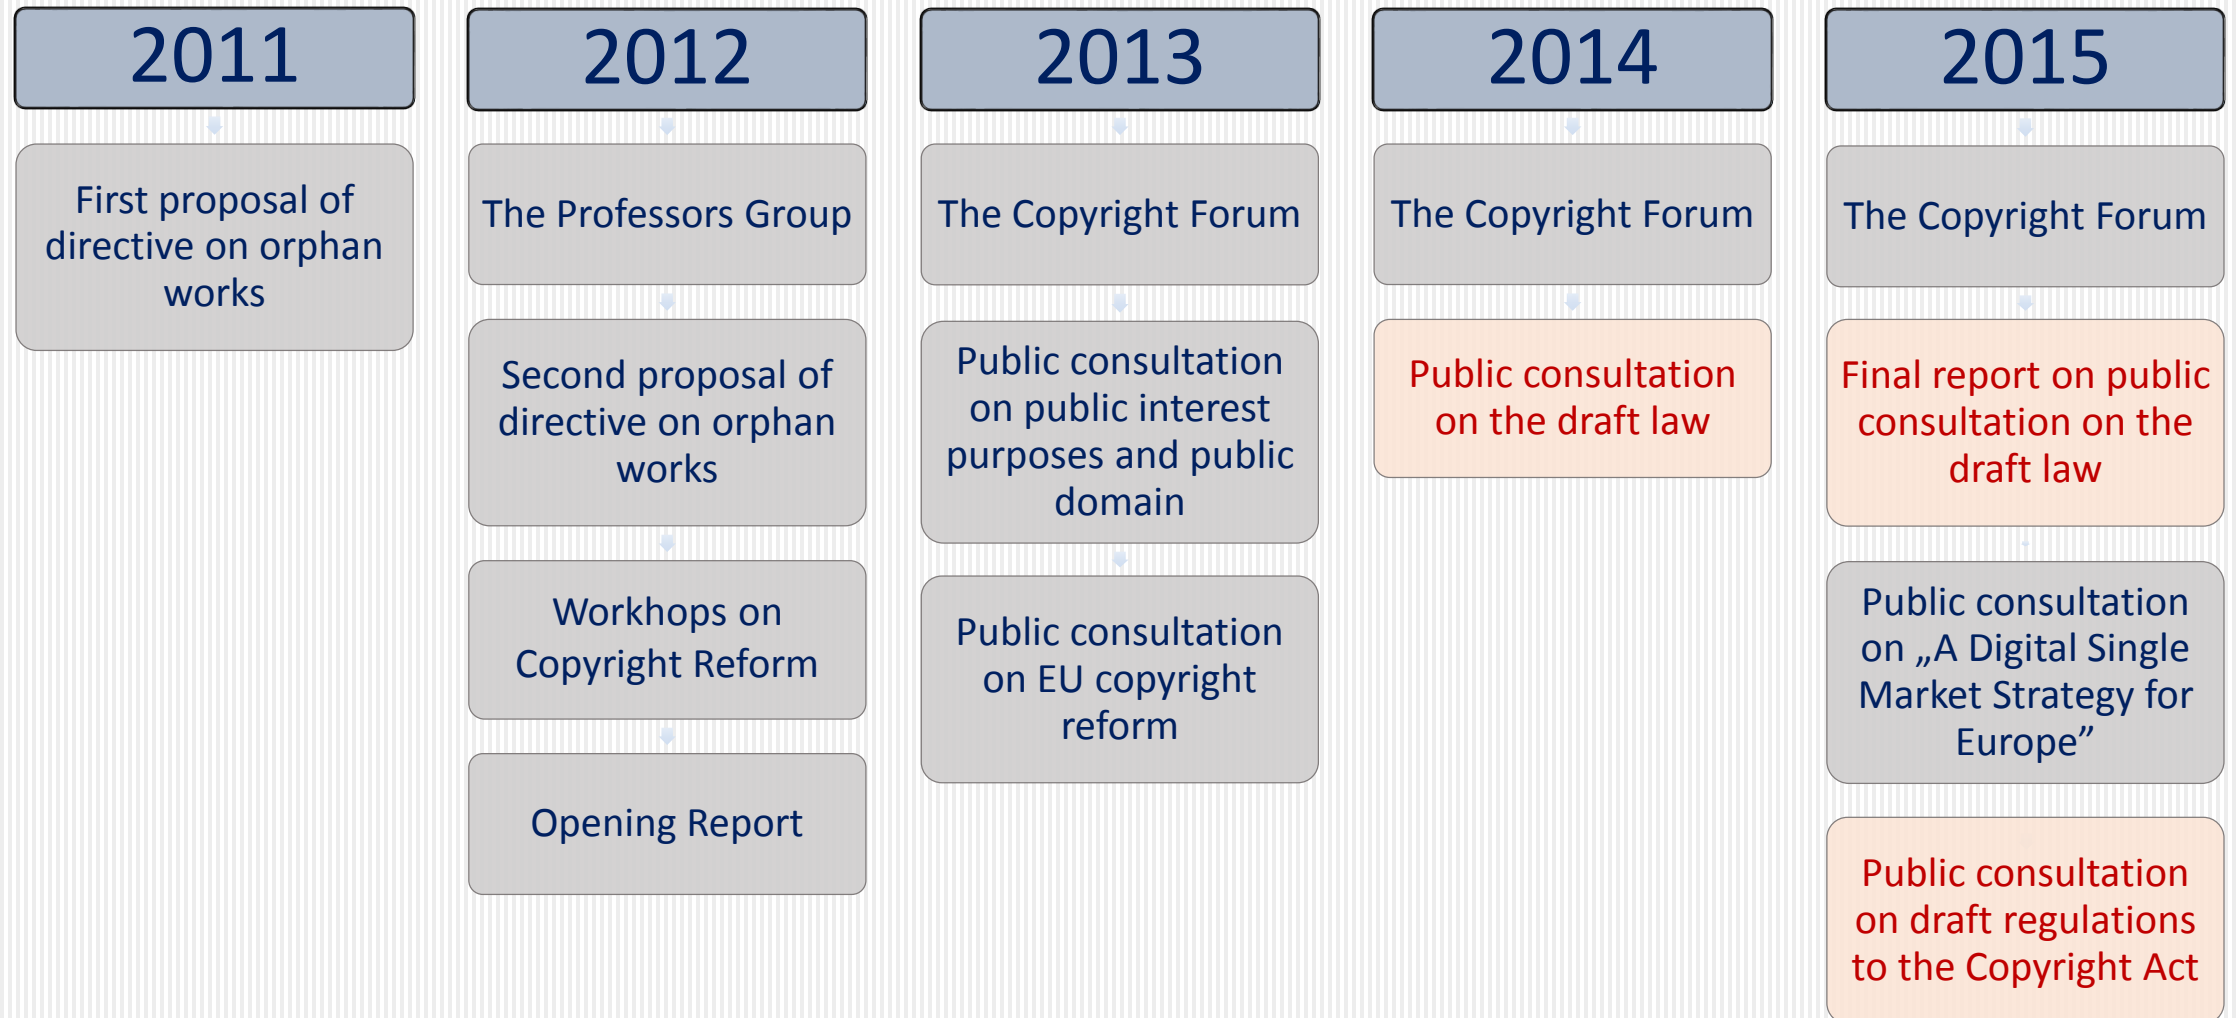 2011
First proposal of
directive on orphan
works
2012
The Professors Group
Second proposal of
directive on orphan
works
Workhops on
Copyright Reform
Opening Report
2013
The Copyright Forum
Public consultation
on public interest
purposes and public
domain
Public consultation
on EU copyright
reform
2014
The Copyright Forum
Public consultation
on the draft law
2015
The Copyright Forum
Final report on public
consultation on the
draft law
Public consultation
on „A Digital Single
Market Strategy for
Europe”
Public consultation
on draft regulations
to the Copyright Act